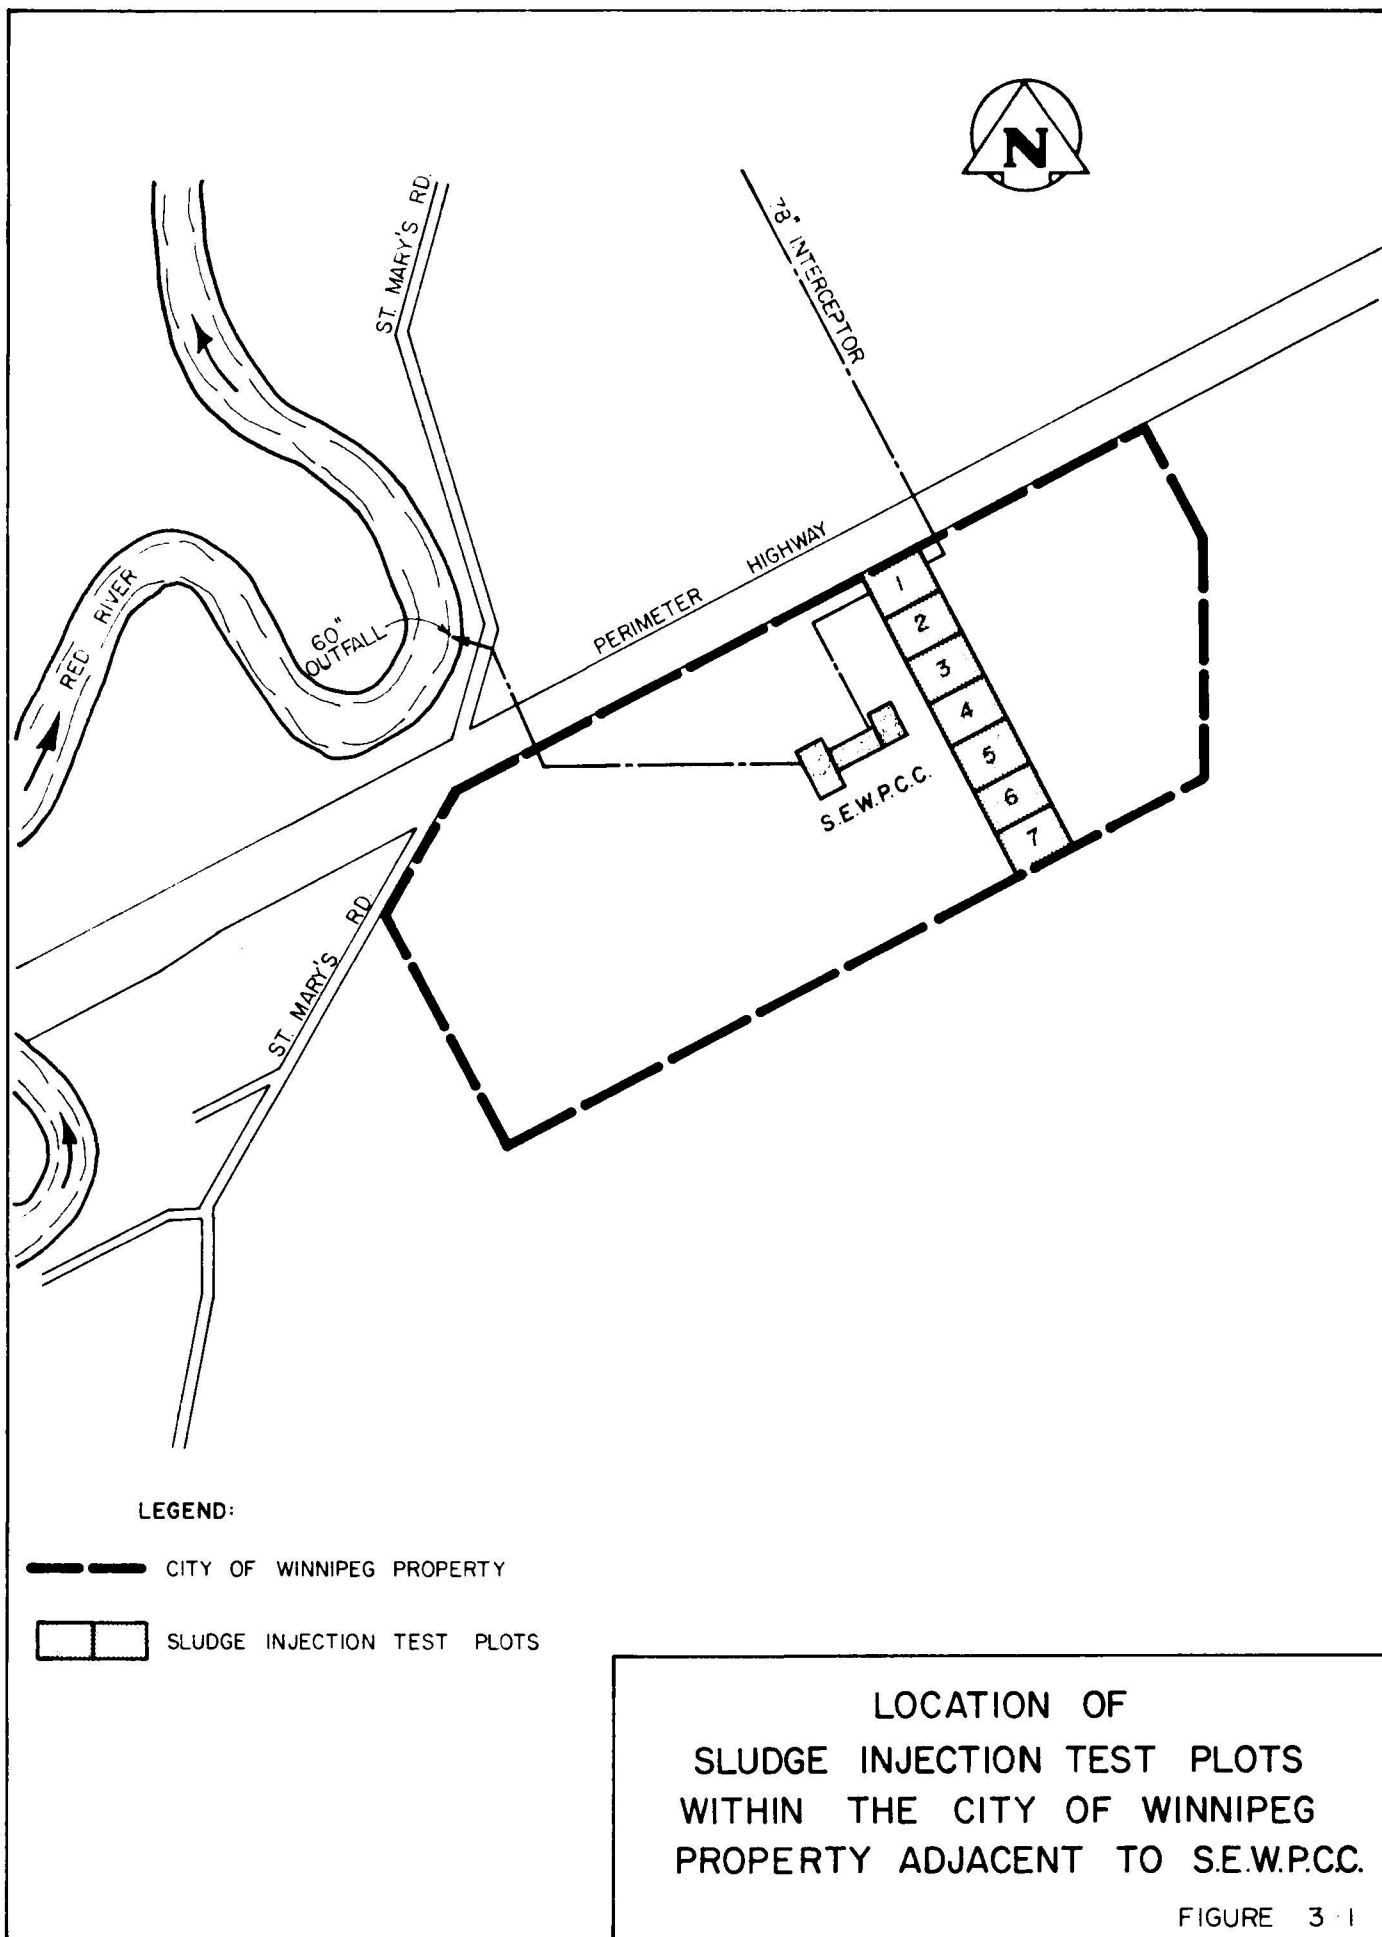 N
ST. MARY'S RD.
78" INTERCEPTOR
RED RIVER
60"
OUTFALL
PERIMETER HIGHWAY
1
2
3
4
5
6
7
S.E.W.P.C.C.
ST. MARY'S RD
LEGEND:
CITY OF WINNIPEG PROPERTY
SLUDGE INJECTION TEST PLOTS
LOCATION OF
SLUDGE INJECTION TEST PLOTS
WITHIN THE CITY OF WINNIPEG
PROPERTY ADJACENT TO S.E.W.P.C.C.
FIGURE 3-1